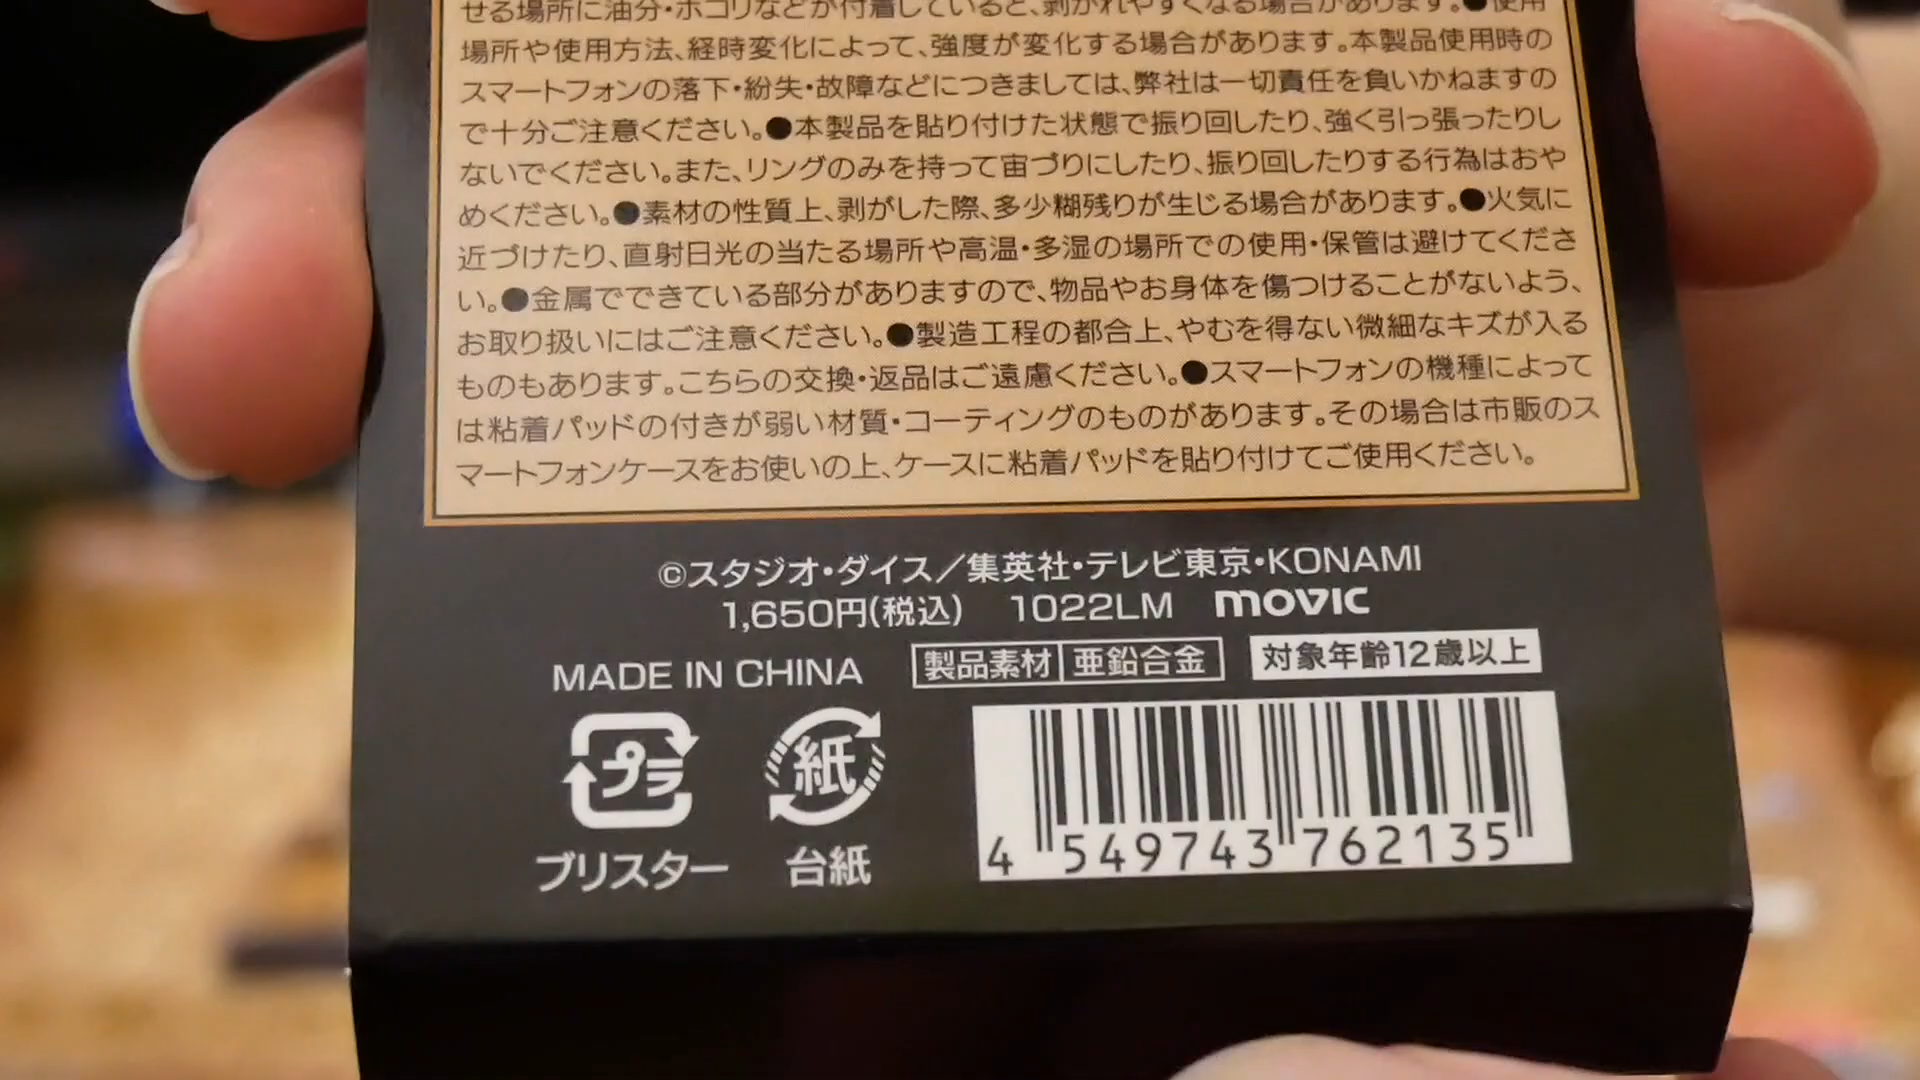 せる場所に油分・ホコリなどが付着していると、剥がれやすくなる場合があります。●使用
場所や使用方法、経時変化によって、強度が変化する場合があります。本製品使用時の
スマートフォンの落下・紛失・故障などにつきましては、弊社は一切責任を負いかねますの
で十分ご注意ください。●本製品を貼り付けた状態で振り回したり、強く引っ張ったりし
ないでください。また、リングのみを持って宙づりにしたり、振り回したりする行為はおや
めください。●素材の性質上、剥がした際、多少糊残りが生じる場合があります。●火気に
近づけたり、直射日光の当たる場所や高温・多湿の場所での使用・保管は避けてくださ
い。●金属でできている部分がありますので、物品やお身体を傷つけることがないよう、
お取り扱いにはご注意ください。●製造工程の都合上、やむを得ない微細なキズが入る
ものもあります。こちらの交換・返品はご遠慮ください。●スマートフォンの機種によって
は粘着パッドの付きが弱い材質・コーティングのものがあります。その場合は市販のス
マートフォンケースをお使いの上、ケースに粘着パッドを貼り付けてご使用ください。
©スタジオ・ダイス／集英社・テレビ東京・KONAMI
1,650円(税込) 1022LM movic
MADE IN CHINA 製品素材 亜鉛合金 対象年齢12歳以上
プラ 紙
ブリスター 台紙
4 549743 762135